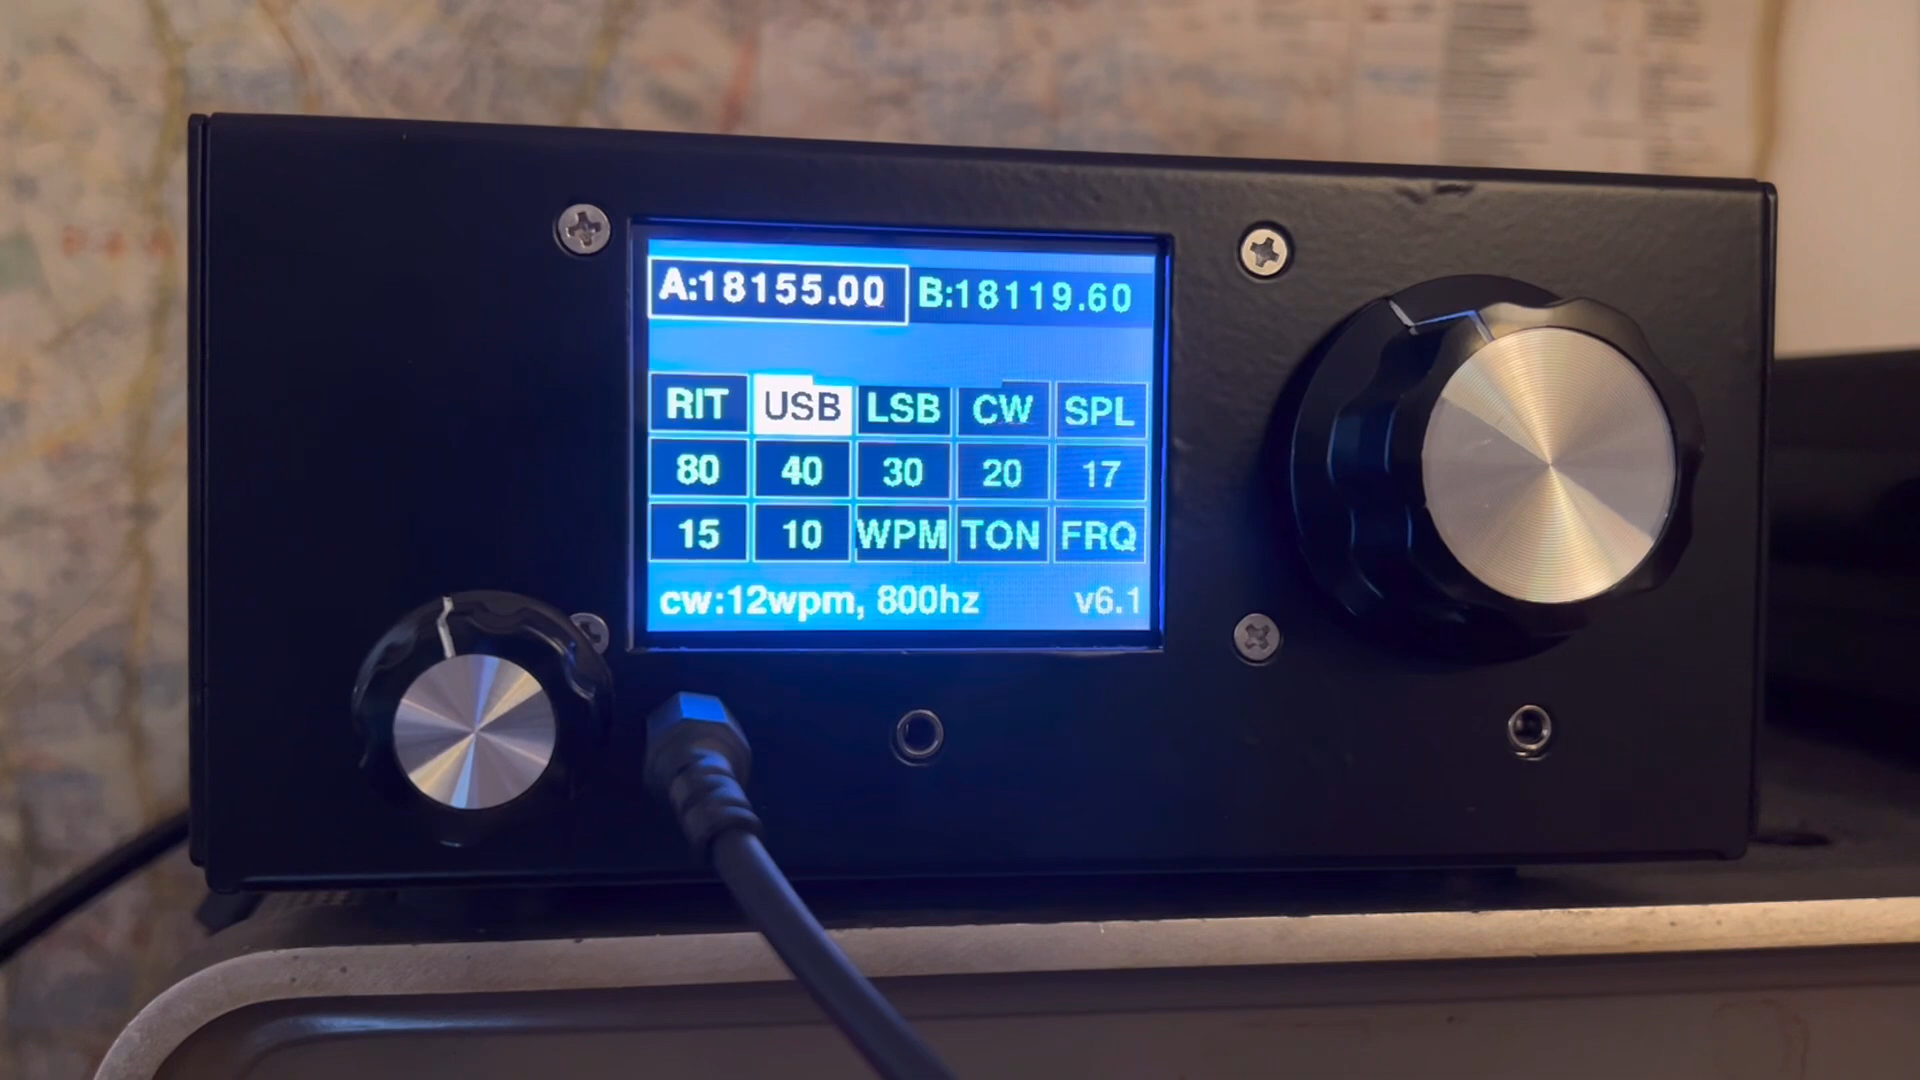 A:18155.00 B:18119.60
RIT USB LSB CW SPL
80 40 30 20 17
15 10 WPM TON FRQ
cw:12wpm, 800hz v6.1